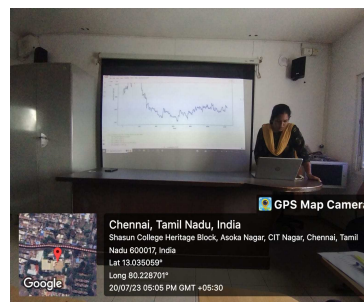 GPS Map Camera
Chennai, Tamil Nadu, India
Shasun College Heritage Block, Asoka Nagar, CIT Nagar, Chennai, Tamil
Nadu 600017, India
Lat 13.035059°
Long 80.228701°
20/07/23 05:05 PM GMT +05:30
Google